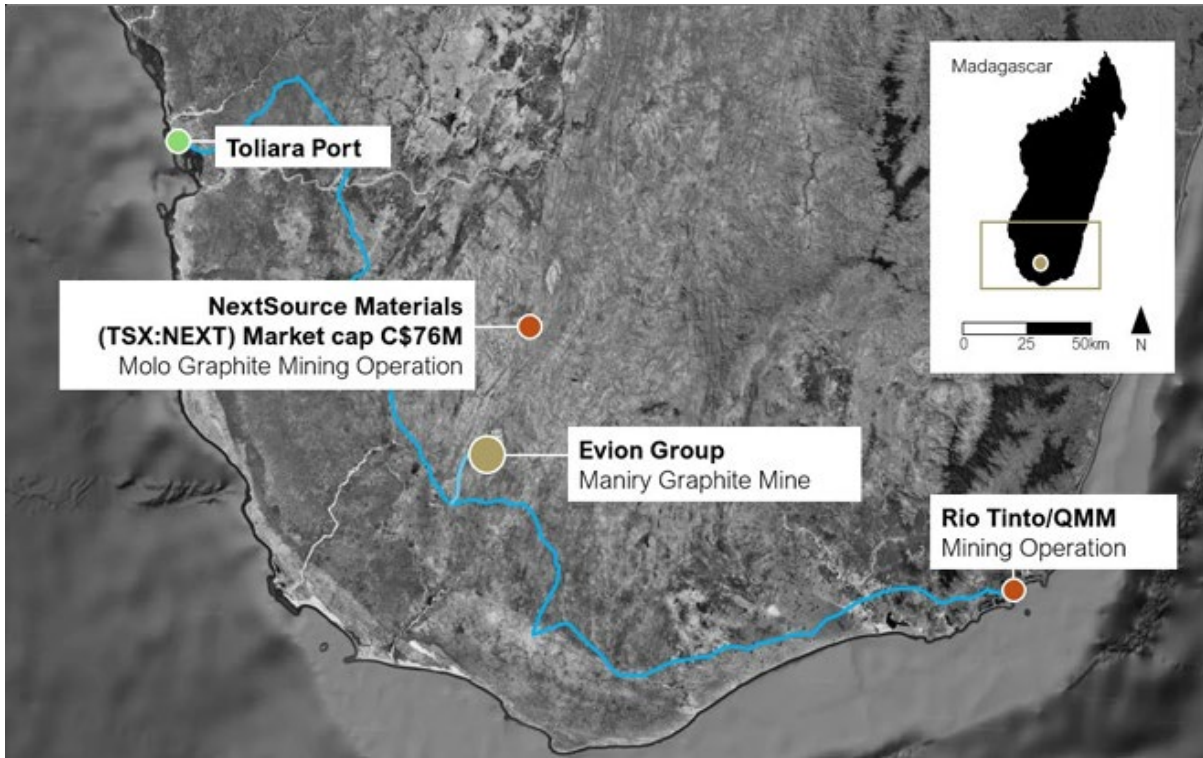 Madagascar
0 25 50km
N
Toliara Port
NextSource Materials
(TSX:NEXT) Market cap C$76M
Molo Graphite Mining Operation
Evion Group
Maniry Graphite Mine
Rio Tinto/QMM
Mining Operation